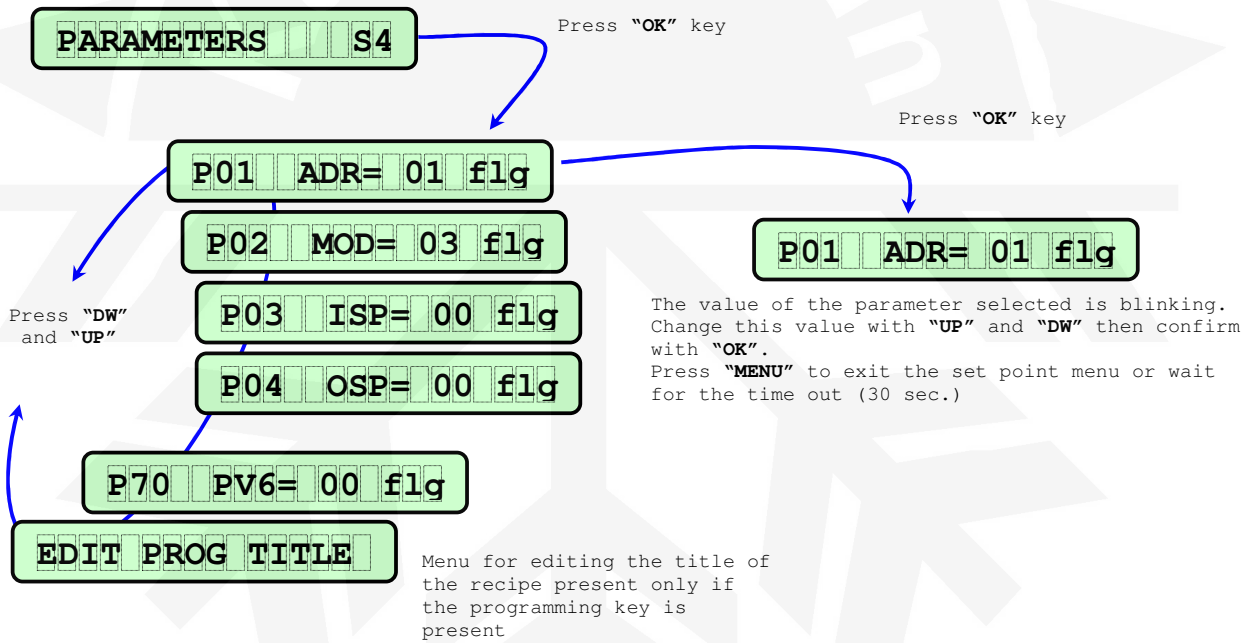 PARAMETERS S4
Press “OK” key
Press “OK” key
P01 ADR= 01 flg
P02 MOD= 03 flg
P01 ADR= 01 flg
Press “DW”
and “UP”
P03 ISP= 00 flg
P04 OSP= 00 flg
The value of the parameter selected is blinking.
Change this value with “UP” and “DW” then confirm
with “OK”.
Press “MENU” to exit the set point menu or wait
for the time out (30 sec.)
P70 PV6= 00 flg
EDIT PROG TITLE
Menu for editing the title of
the recipe present only if
the programming key is
present